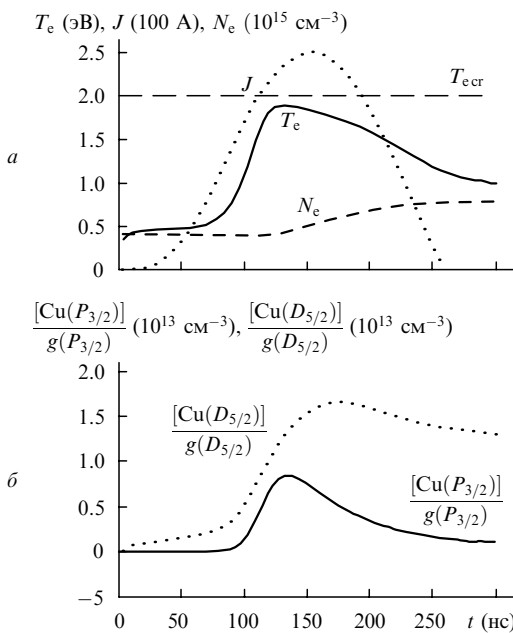 T_e (эВ), J (100 А), N_e (10^15 см^−3)
2.5
J
T_e cr
2.0
T_e
1.5
а
1.0
N_e
0.5
0
[Cu(P_3/2)]/g(P_3/2) (10^13 см^−3), [Cu(D_5/2)]/g(D_5/2) (10^13 см^−3)
2.0
[Cu(D_5/2)]/g(D_5/2)
1.5
1.0
б
[Cu(P_3/2)]/g(P_3/2)
0.5
0
−5
0 50 100 150 200 250 t (нс)